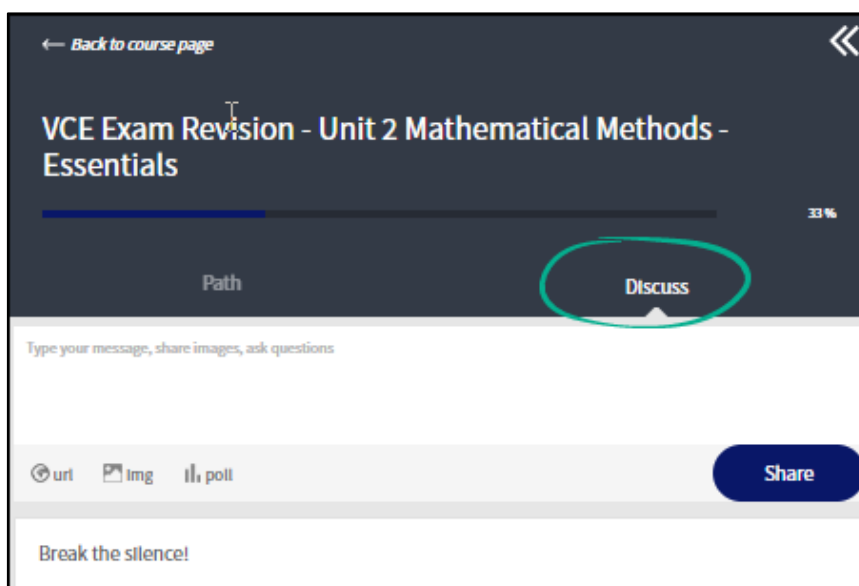 ← Back to course page
VCE Exam Revision - Unit 2 Mathematical Methods -
Essentials
33%
Path Discuss
Type your message, share images, ask questions
url img poll Share
Break the silence!